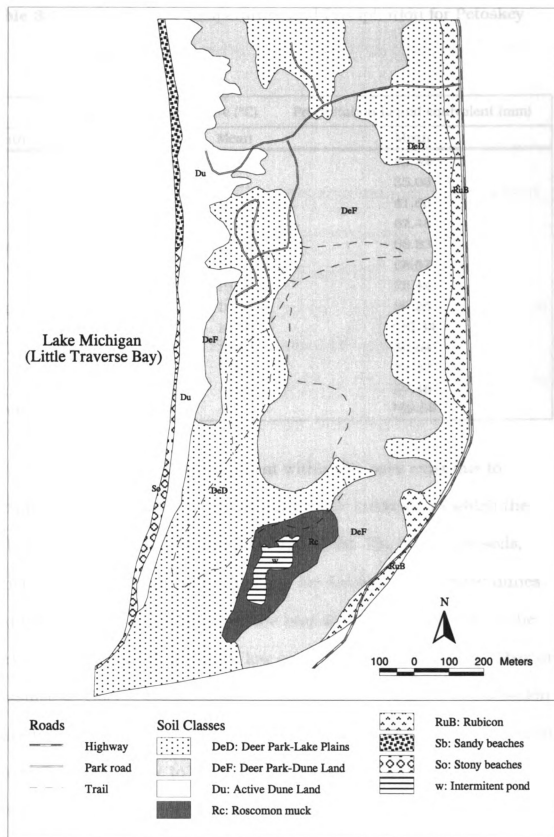 Lake Michigan
(Little Traverse Bay)
Du
DeD
RuB
DeF
DeF
Du
So
DeD
Rc
DeF
w
RuB
N
100 0 100 200 Meters
Roads
Highway
Park road
Trail
Soil Classes
DeD: Deer Park-Lake Plains
DeF: Deer Park-Dune Land
Du: Active Dune Land
Rc: Roscomon muck
RuB: Rubicon
Sb: Sandy beaches
So: Stony beaches
w: Intermitent pond